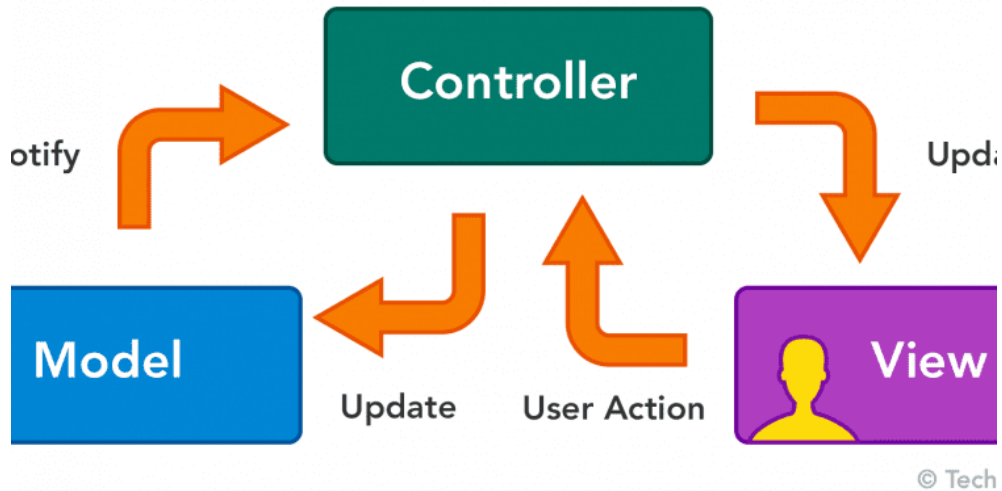 Controller
otify
Upda
Model
View
Update
User Action
© Tech